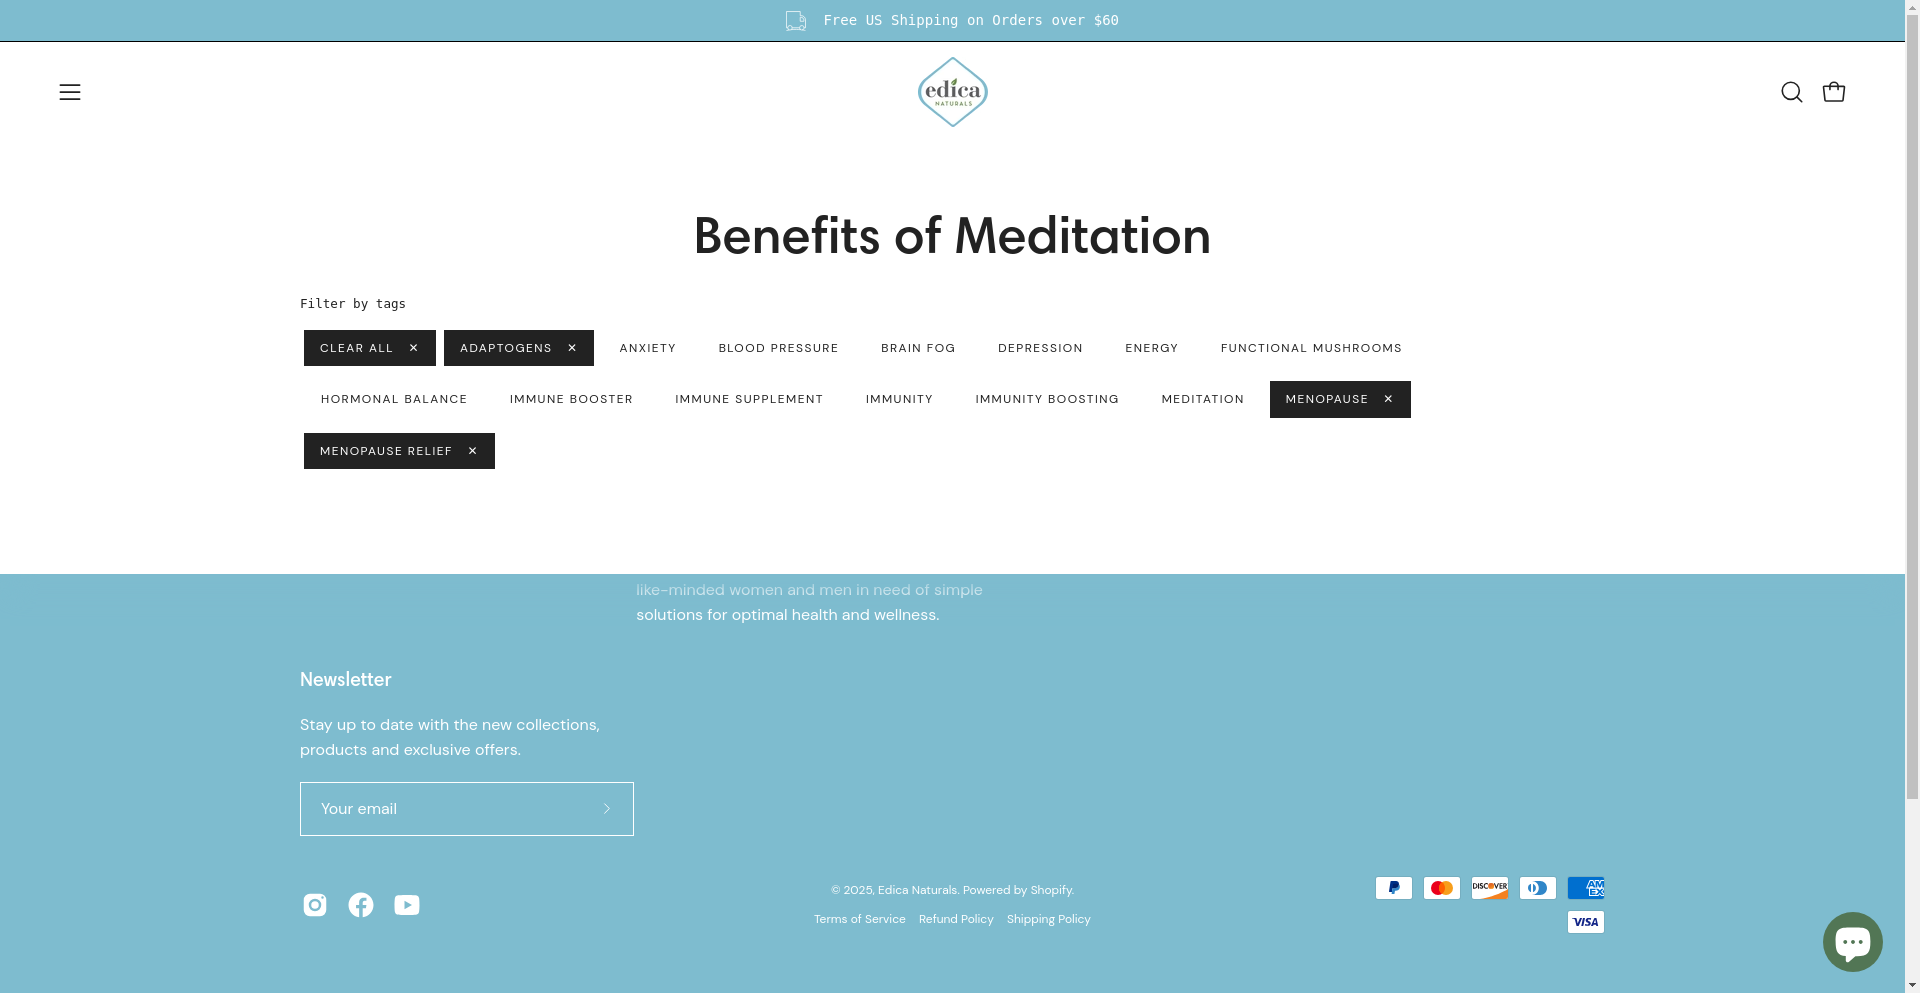 Free US Shipping on Orders over $60
edica
NATURALS
Benefits of Meditation
Filter by tags
CLEAR ALL ✕ ADAPTOGENS ✕ ANXIETY BLOOD PRESSURE BRAIN FOG DEPRESSION ENERGY FUNCTIONAL MUSHROOMS
HORMONAL BALANCE IMMUNE BOOSTER IMMUNE SUPPLEMENT IMMUNITY IMMUNITY BOOSTING MEDITATION MENOPAUSE ✕
MENOPAUSE RELIEF ✕
like-minded women and men in need of simple
solutions for optimal health and wellness.
Newsletter
Stay up to date with the new collections,
products and exclusive offers.
Your email
© 2025, Edica Naturals. Powered by Shopify.
Terms of Service Refund Policy Shipping Policy
DISCOVER
AM
EX
VISA